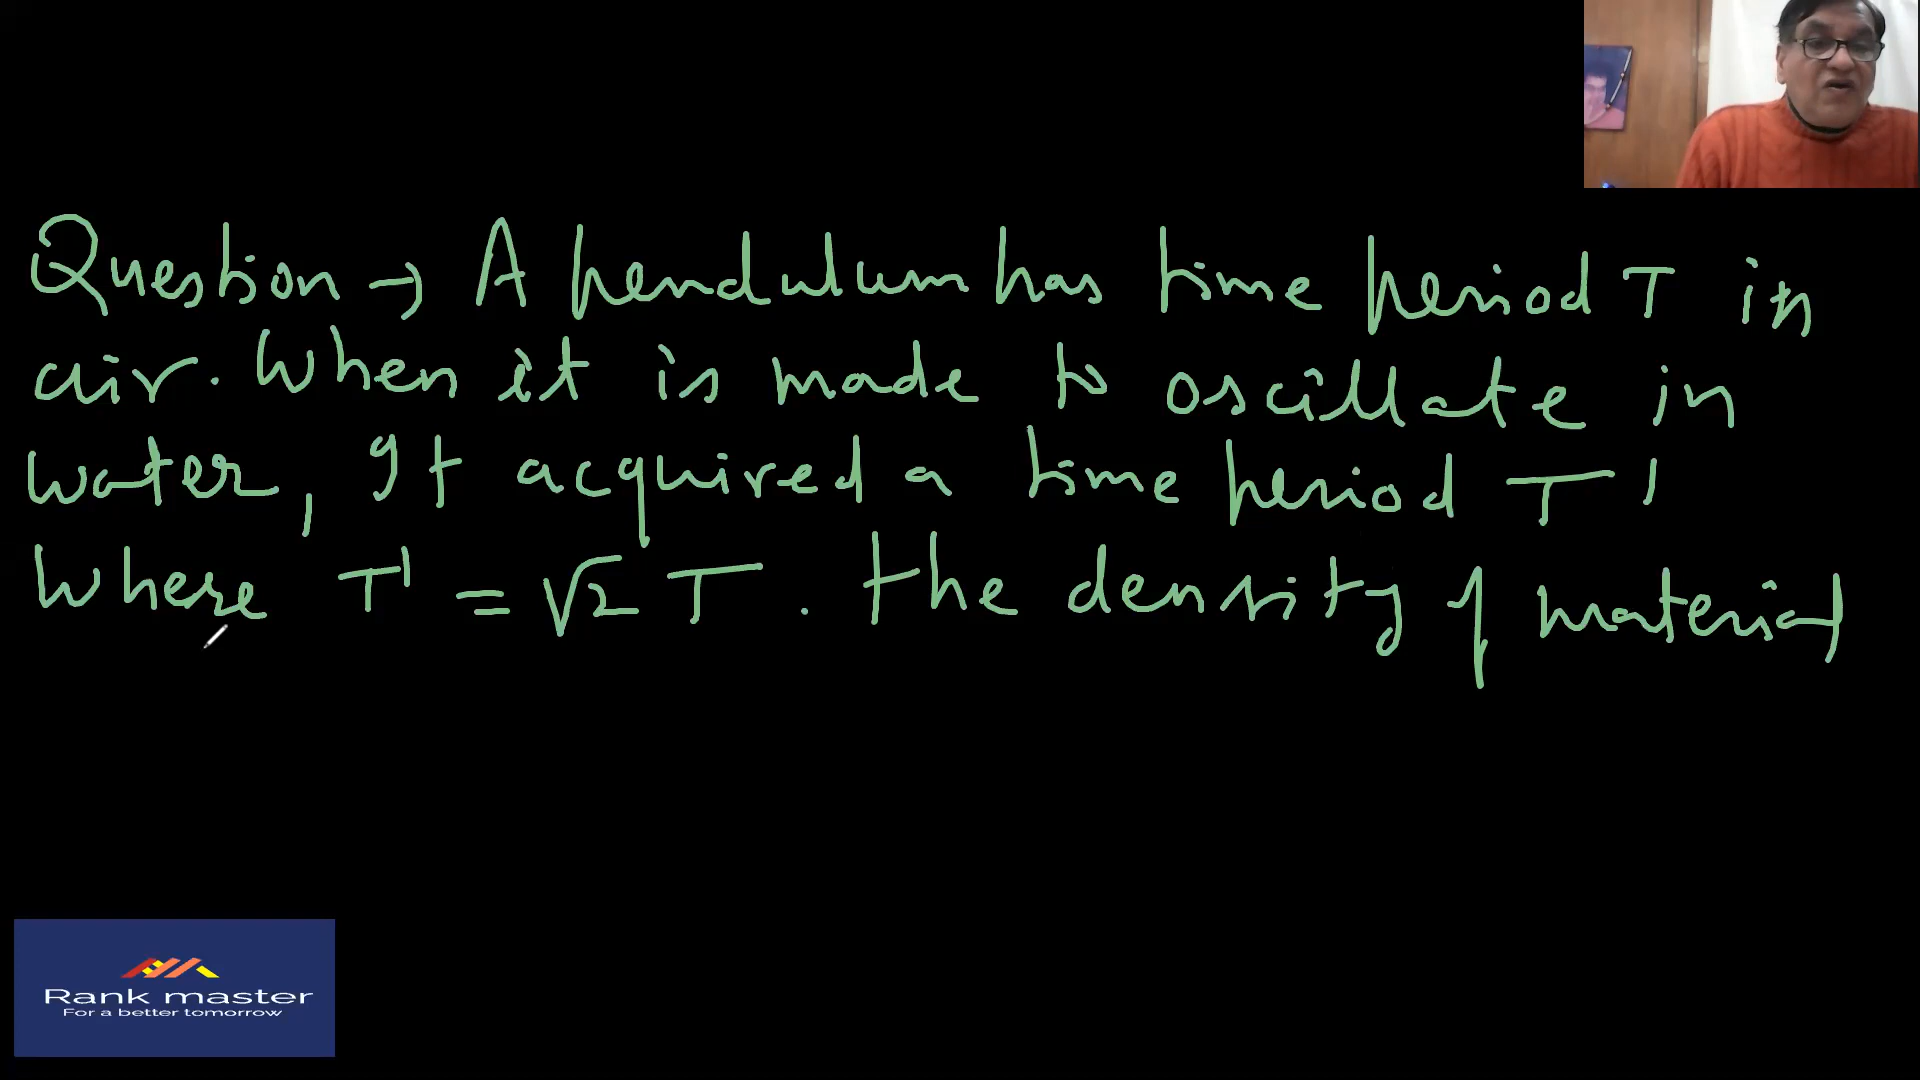 Question → A pendulum has time period T in
air. When it is made to oscillate in
water, It acquired a time period T'
Where T' = √2 T. the density of material
Rank master
For a better tomorrow